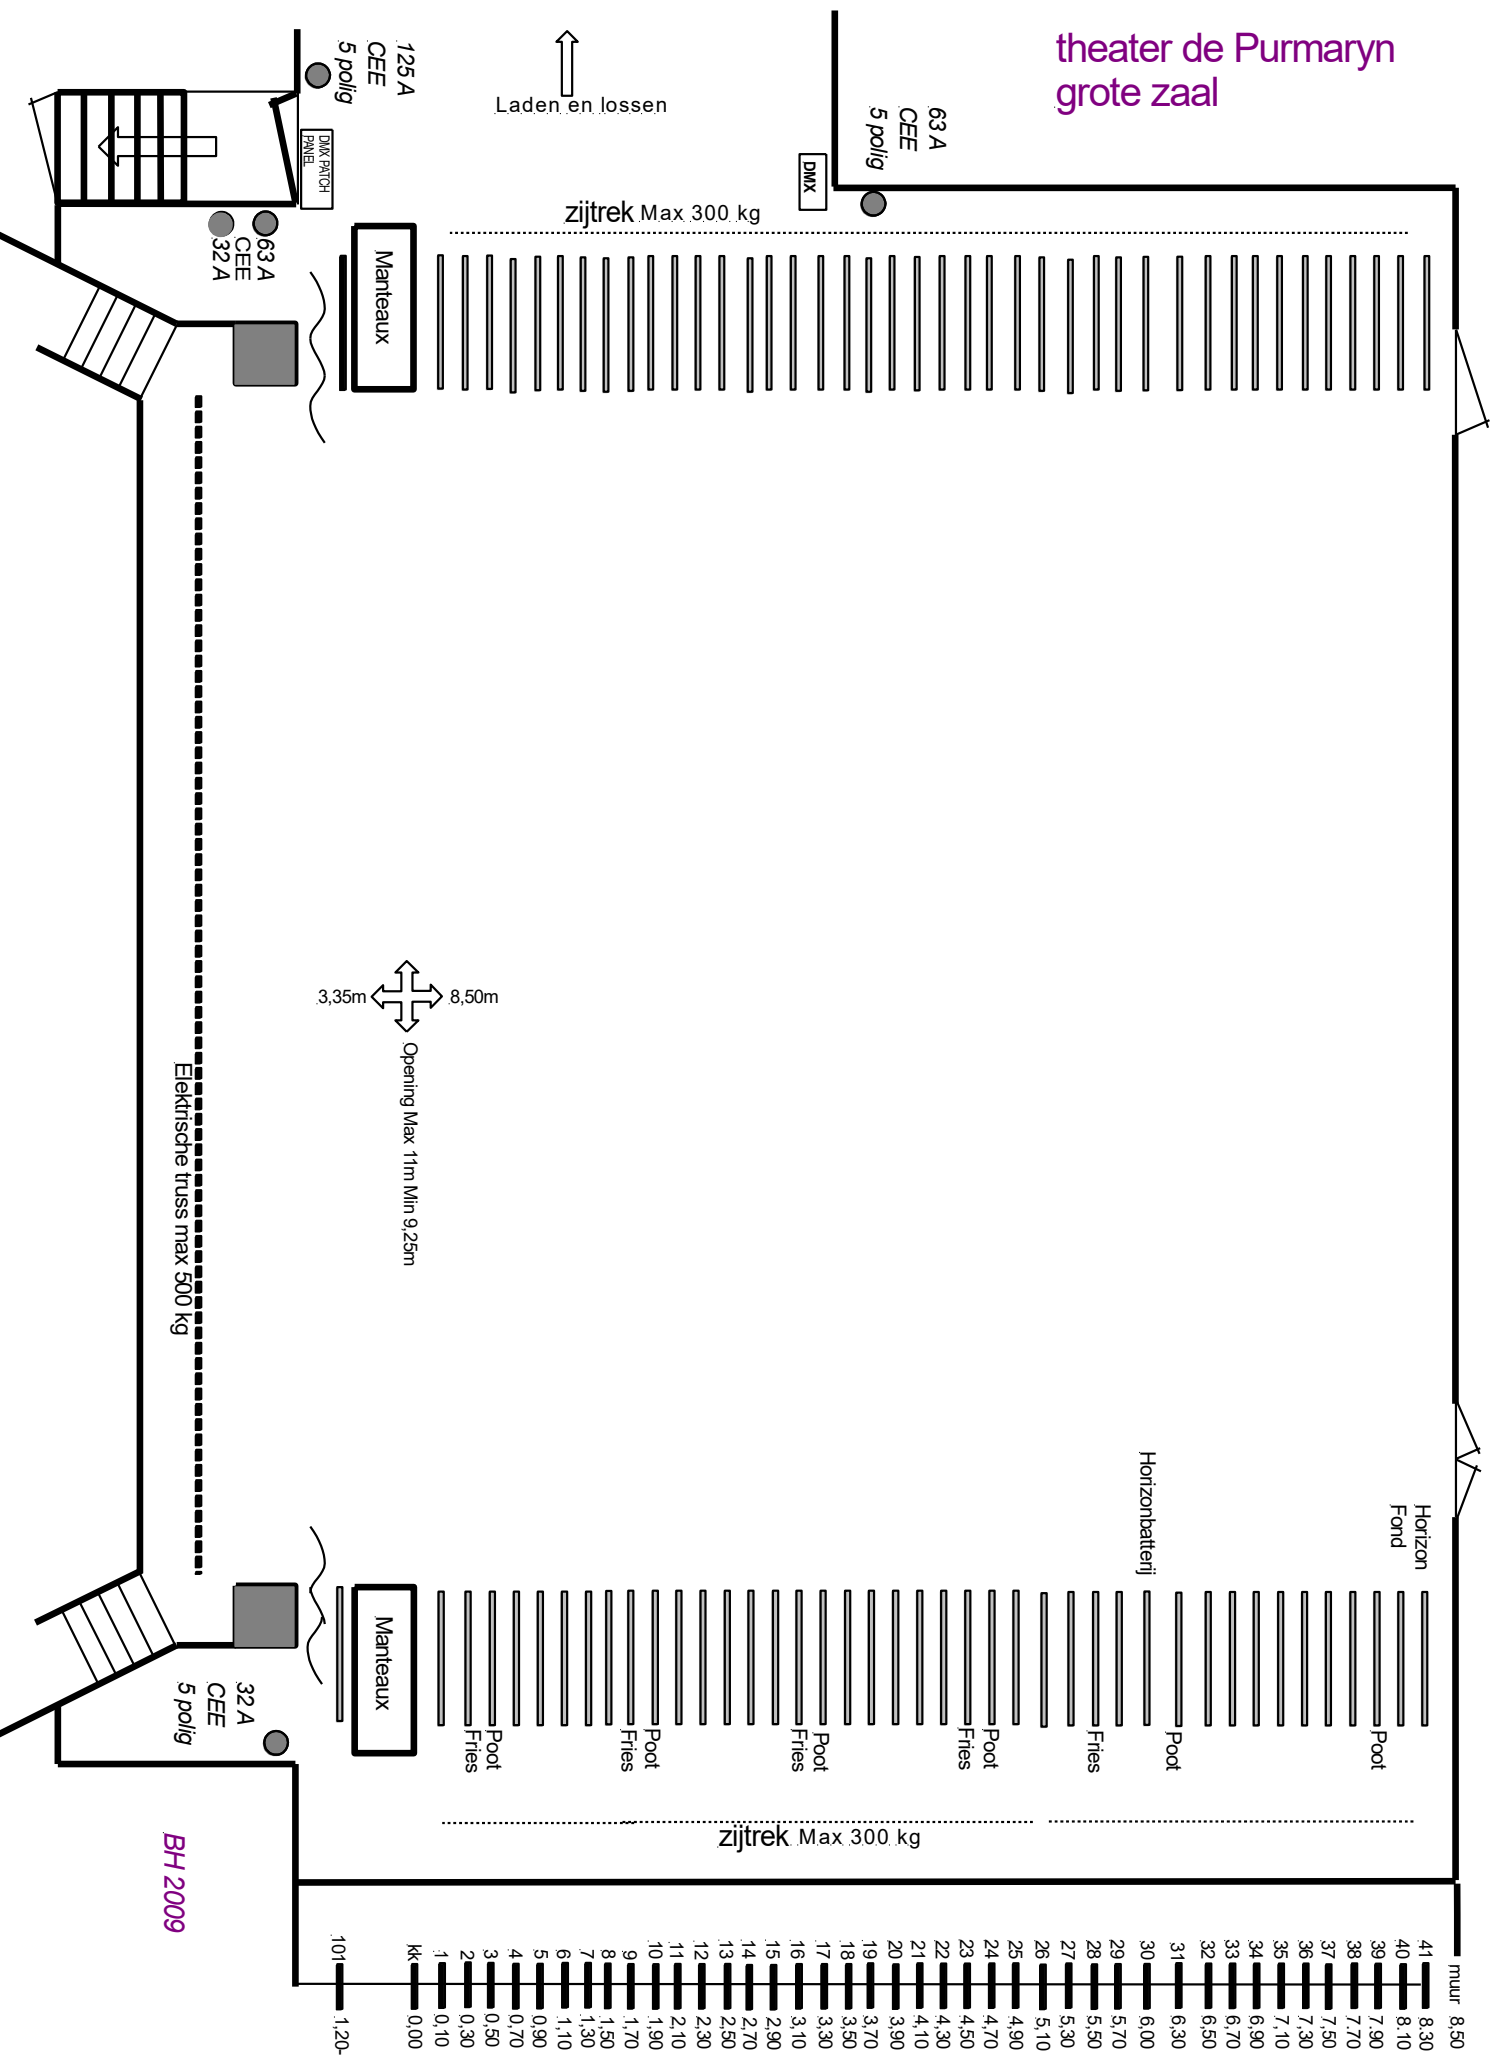 theater de Purmaryn
grote zaal
125 A
CEE
5 polig
Laden en lossen
63 A
CEE
5 polig
DMX PATCH
PANEL
DMX
zijtrek Max 300 kg
63 A
CEE
32 A
Manteaux
3,35m
8,50m
Opening Max 11m Min 9,25m
Elektrische truss max 500 kg
Horizonbatterij
Horizon
Fond
Manteaux
32 A
CEE
5 polig
Poot
Fries
Poot
Fries
Poot
Fries
Poot
Fries
Fries
Poot
Poot
zijtrek Max 300 kg
BH 2009
muur 8,50
41 8.30
40 8.10
39 7.90
38 7.70
37 7,50
36 7,30
35 7,10
34 6,90
33 6,70
32 6,50
31 6,30
30 6,00
29 5,70
28 5,50
27 5,30
26 5,10
25 4,90
24 4,70
23 4,50
22 4,30
21 4,10
20 3,90
19 3,70
18 3,50
17 3,30
16 3,10
15 2,90
14 2,70
13 2,50
12 2,30
11 2,10
10 1,90
9 1,70
8 1,50
7 1,30
6 1,10
5 0,90
4 0,70
3 0,50
2 0,30
1 0,10
kk 0,00
101 1,20-